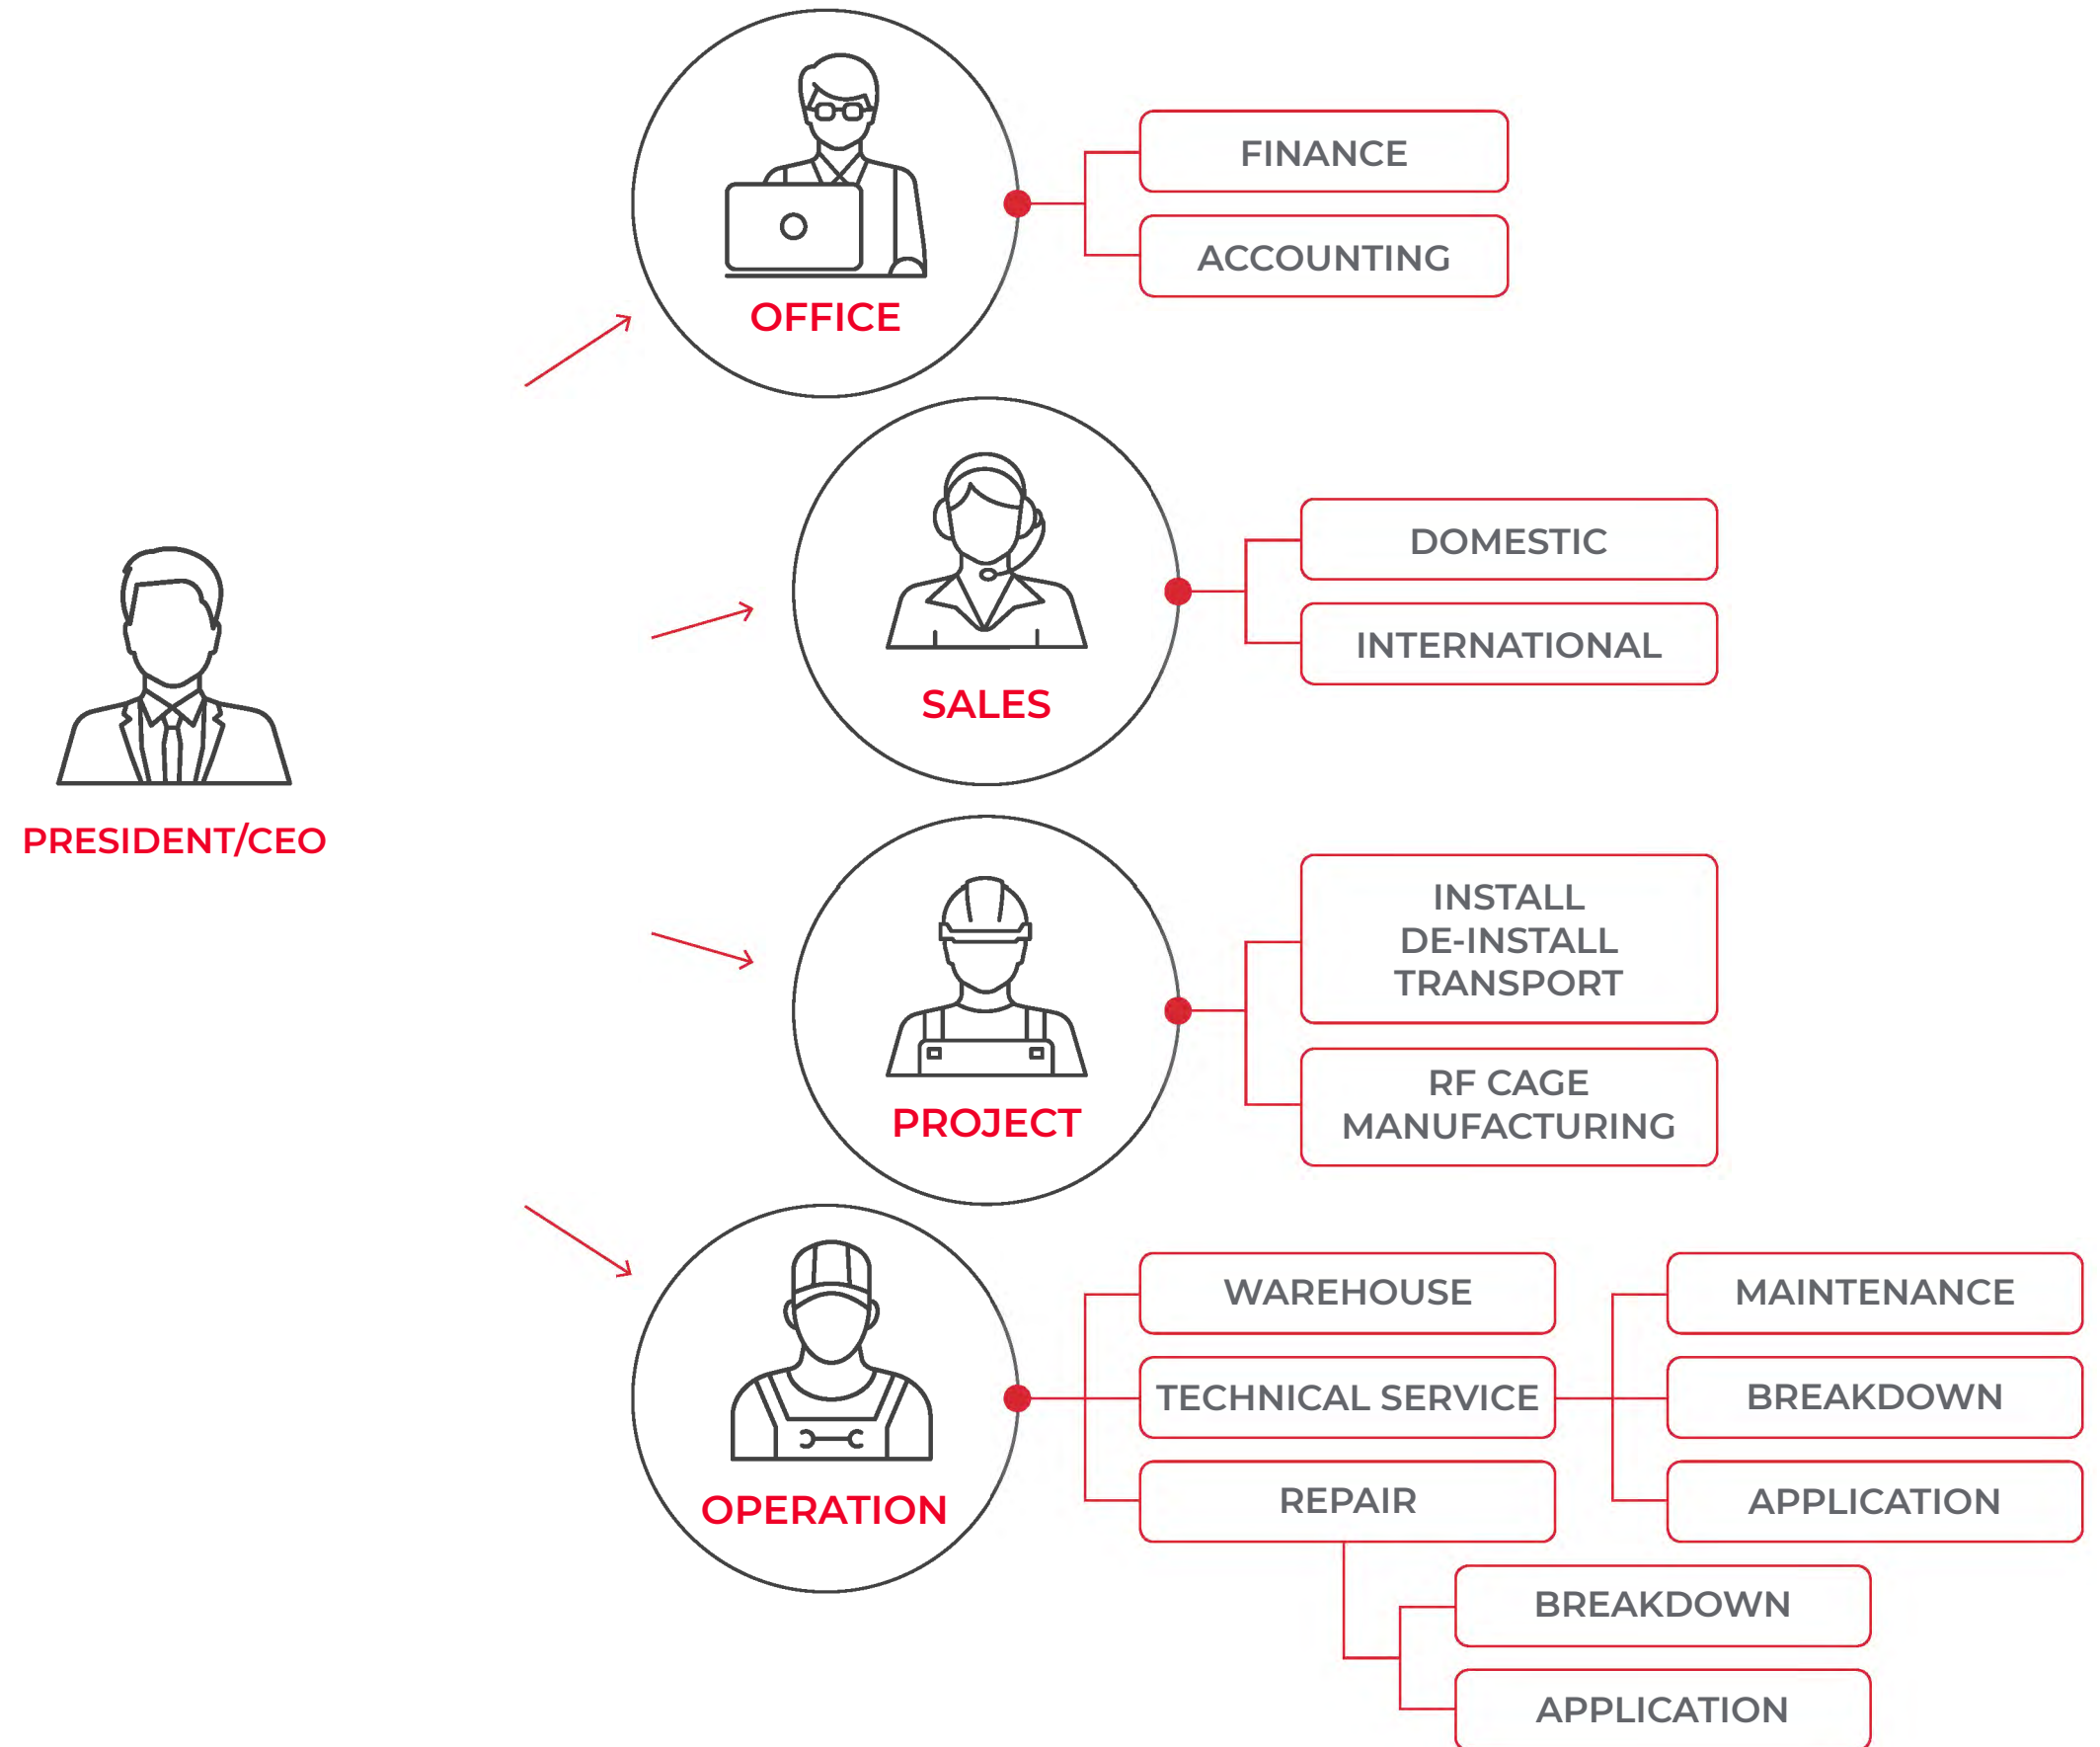 FINANCE
ACCOUNTING
OFFICE
DOMESTIC
INTERNATIONAL
SALES
PRESIDENT/CEO
INSTALL
DE-INSTALL
TRANSPORT
RF CAGE
MANUFACTURING
PROJECT
WAREHOUSE
MAINTENANCE
TECHNICAL SERVICE
BREAKDOWN
REPAIR
APPLICATION
OPERATION
BREAKDOWN
APPLICATION